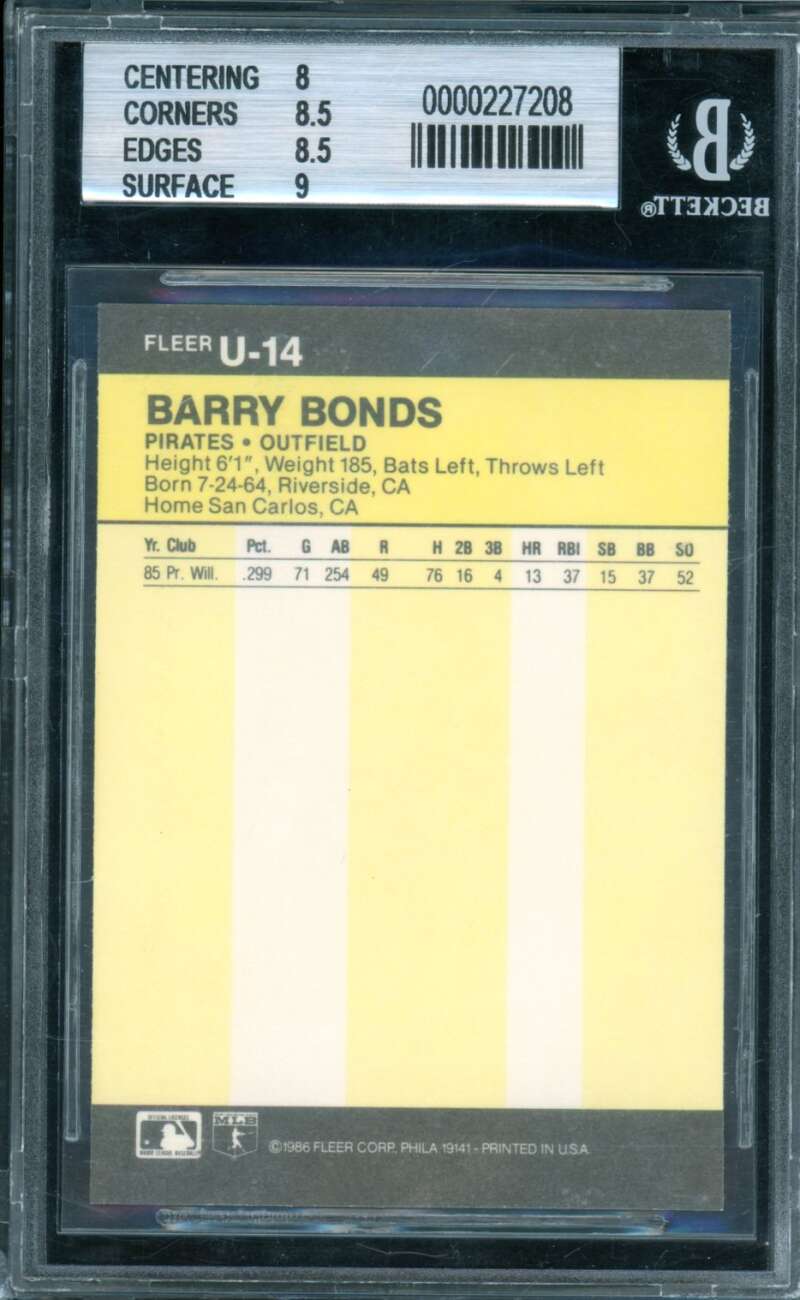 CENTERING 8
CORNERS 8.5
EDGES 8.5
SURFACE 9
0000227208
B
BECKETT®
FLEER U-14
BARRY BONDS
PIRATES • OUTFIELD
Height 6'1", Weight 185, Bats Left, Throws Left
Born 7-24-64, Riverside, CA
Home San Carlos, CA
Yr. Club Pct. G AB R H 2B 3B HR RBI SB BB SO
85 Pr. Will. .299 71 254 49 76 16 4 13 37 15 37 52
MLB
©1986 FLEER CORP. PHILA 19141 - PRINTED IN U.S.A.